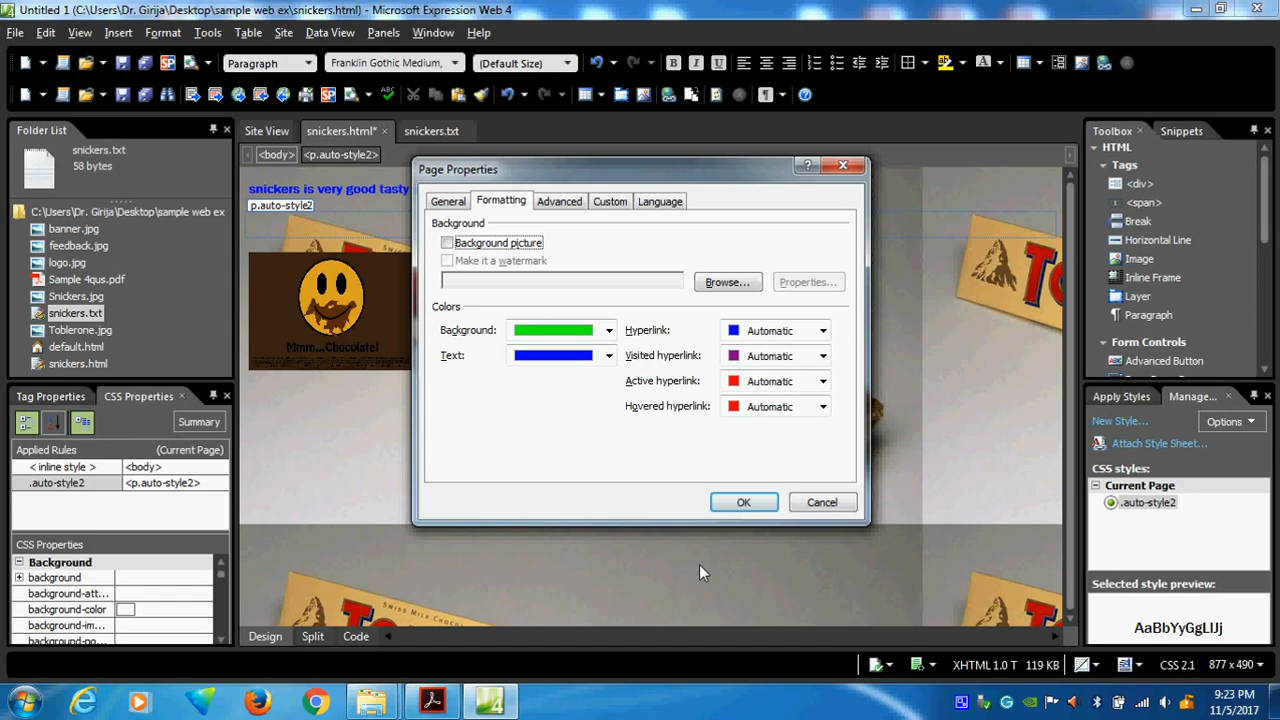 Untitled 1 (C:\Users\Dr. Girija\Desktop\sample web ex\snickers.html) - Microsoft Expression Web 4
File Edit View Insert Format Tools Table Site Data View Panels Window Help
Paragraph Franklin Gothic Medium, (Default Size)
Folder List
snickers.txt
58 bytes
C:\Users\Dr. Girija\Desktop\sample web ex
banner.jpg
feedback.jpg
logo.jpg
Sample 4qus.pdf
Snickers.jpg
snickers.txt
Toblerone.jpg
default.html
snickers.html
Tag Properties CSS Properties
Summary
Applied Rules (Current Page)
< inline style > <body>
.auto-style2 <p.auto-style2>
CSS Properties
Background
background
background-att...
background-color
background-im...
background-po...
Site View snickers.html* snickers.txt
<body> <p.auto-style2>
snickers is very good tasty
p.auto-style2
Mmm...Chocolate!
SWISS MILK CHOCO
Page Properties
General Formatting Advanced Custom Language
Background
Background picture
Make it a watermark
Browse... Properties...
Colors
Background: Hyperlink: Automatic
Text: Visited hyperlink: Automatic
Active hyperlink: Automatic
Hovered hyperlink: Automatic
OK Cancel
Design Split Code
Toolbox Snippets
HTML
Tags
<div>
<span>
Break
Horizontal Line
Image
Inline Frame
Layer
Paragraph
Form Controls
Advanced Button
Apply Styles Manage...
New Style... Options
Attach Style Sheet...
CSS styles:
Current Page
.auto-style2
Selected style preview:
AaBbYyGgLlJj
XHTML 1.0 T 119 KB CSS 2.1 877 x 490
9:23 PM
11/5/2017